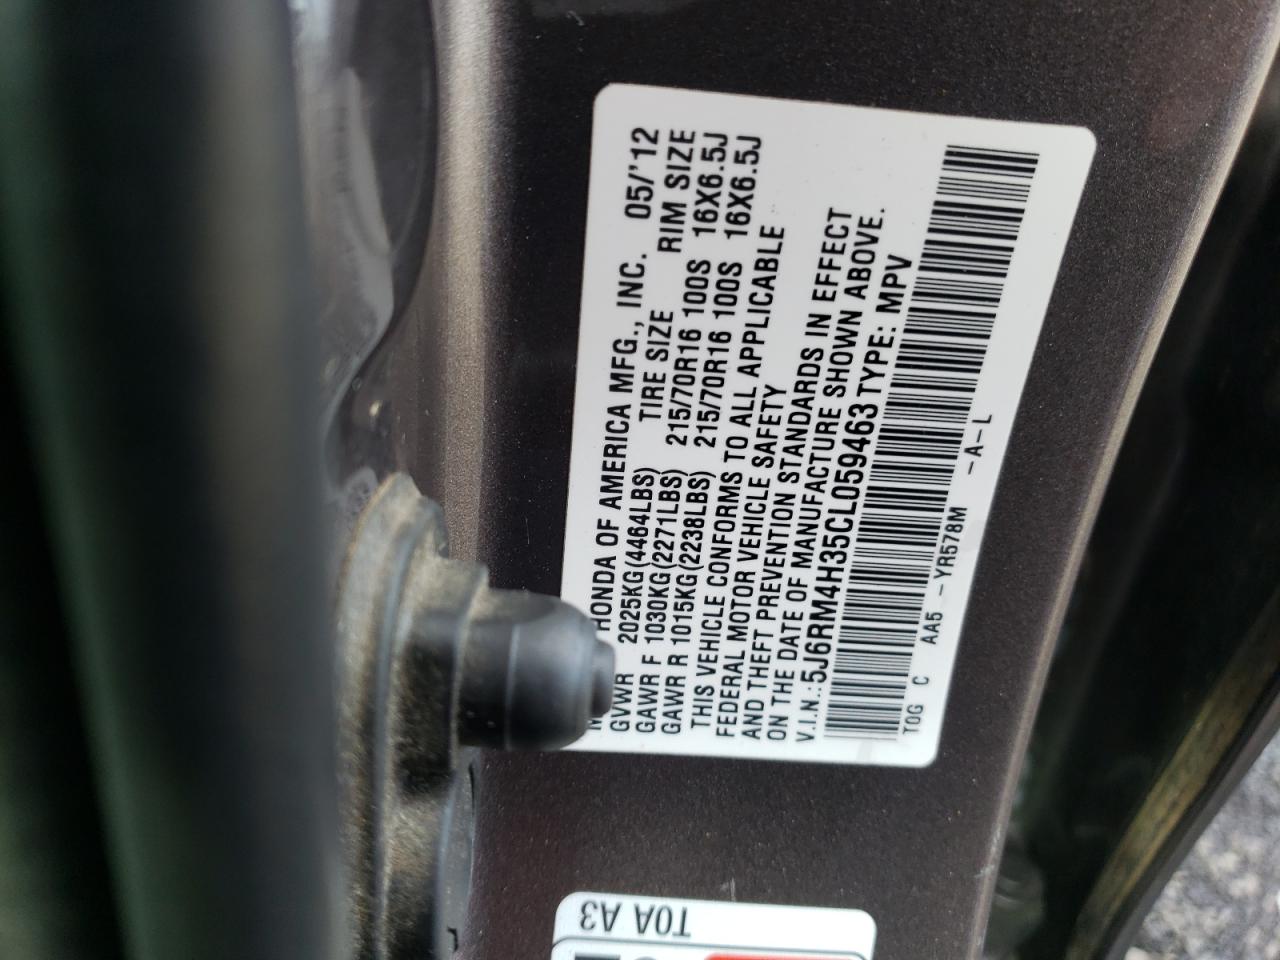 HONDA OF AMERICA MFG., INC. 05/'12
GVWR 2025KG(4464LBS) TIRE SIZE RIM SIZE
GAWR F 1030KG(2271LBS) 215/70R16 100S 16X6.5J
GAWR R 1015KG(2238LBS) 215/70R16 100S 16X6.5J
THIS VEHICLE CONFORMS TO ALL APPLICABLE
FEDERAL MOTOR VEHICLE SAFETY
AND THEFT PREVENTION STANDARDS IN EFFECT
ON THE DATE OF MANUFACTURE SHOWN ABOVE.
V.I.N.:5J6RM4H35CL059463 TYPE: MPV
T0G C AA5 - YR578M -A-L
T0A A3